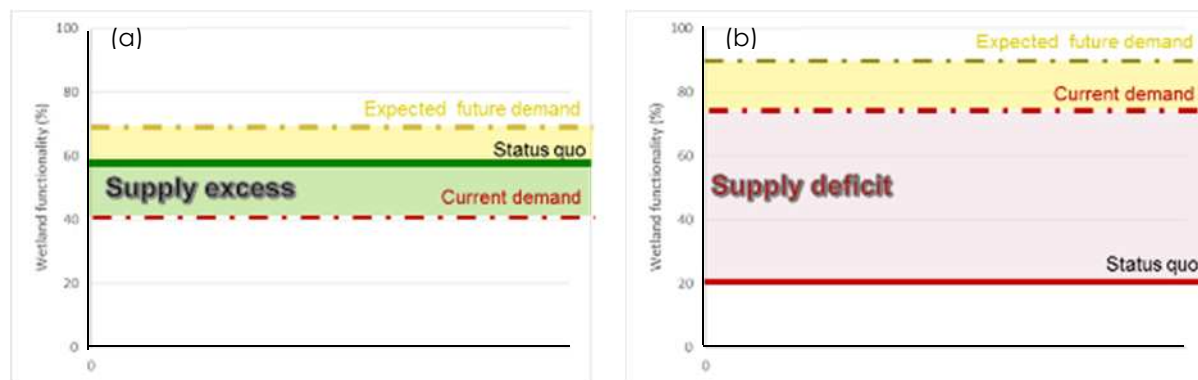 (a)
100
80
60
40
20
0
0
Wetland functionality (%)
Expected future demand
Status quo
Supply excess
Current demand
(b)
100
80
60
40
20
0
0
Wetland functionality (%)
Expected future demand
Current demand
Supply deficit
Status quo